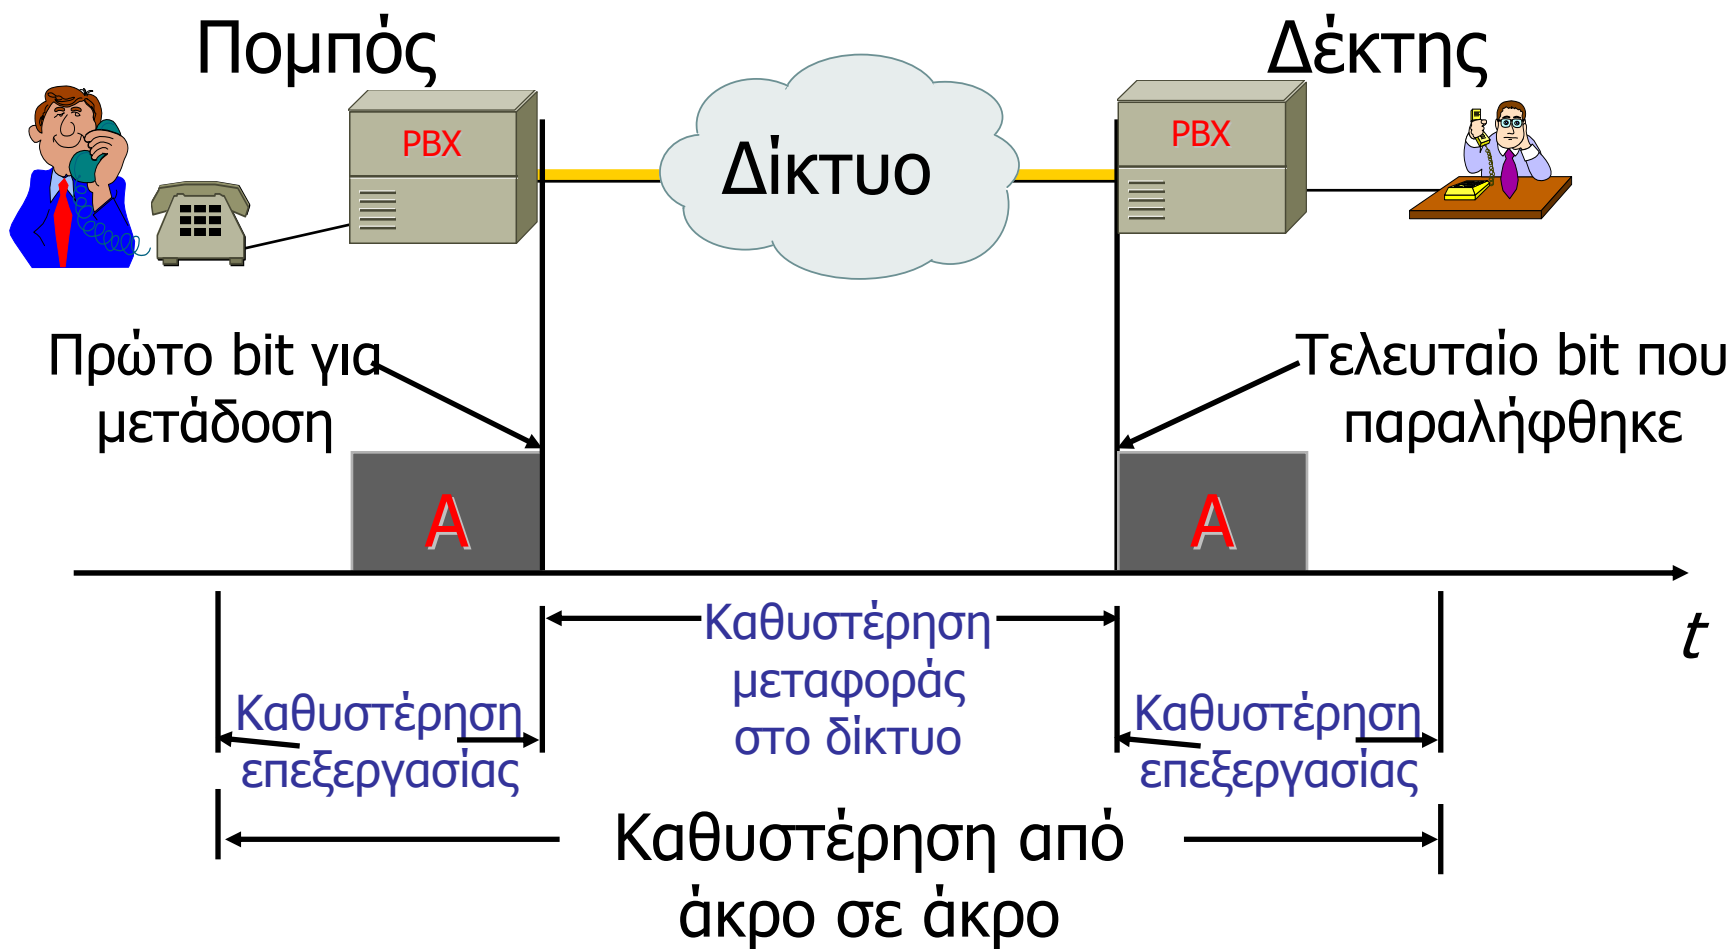 Πομπός
Δέκτης
PBX
Δίκτυο
PBX
Πρώτο bit για
μετάδοση
Τελευταίο bit που
παραλήφθηκε
A
A
t
Καθυστέρηση
μεταφοράς
στο δίκτυο
Καθυστέρηση
επεξεργασίας
Καθυστέρηση
επεξεργασίας
Καθυστέρηση από
άκρο σε άκρο